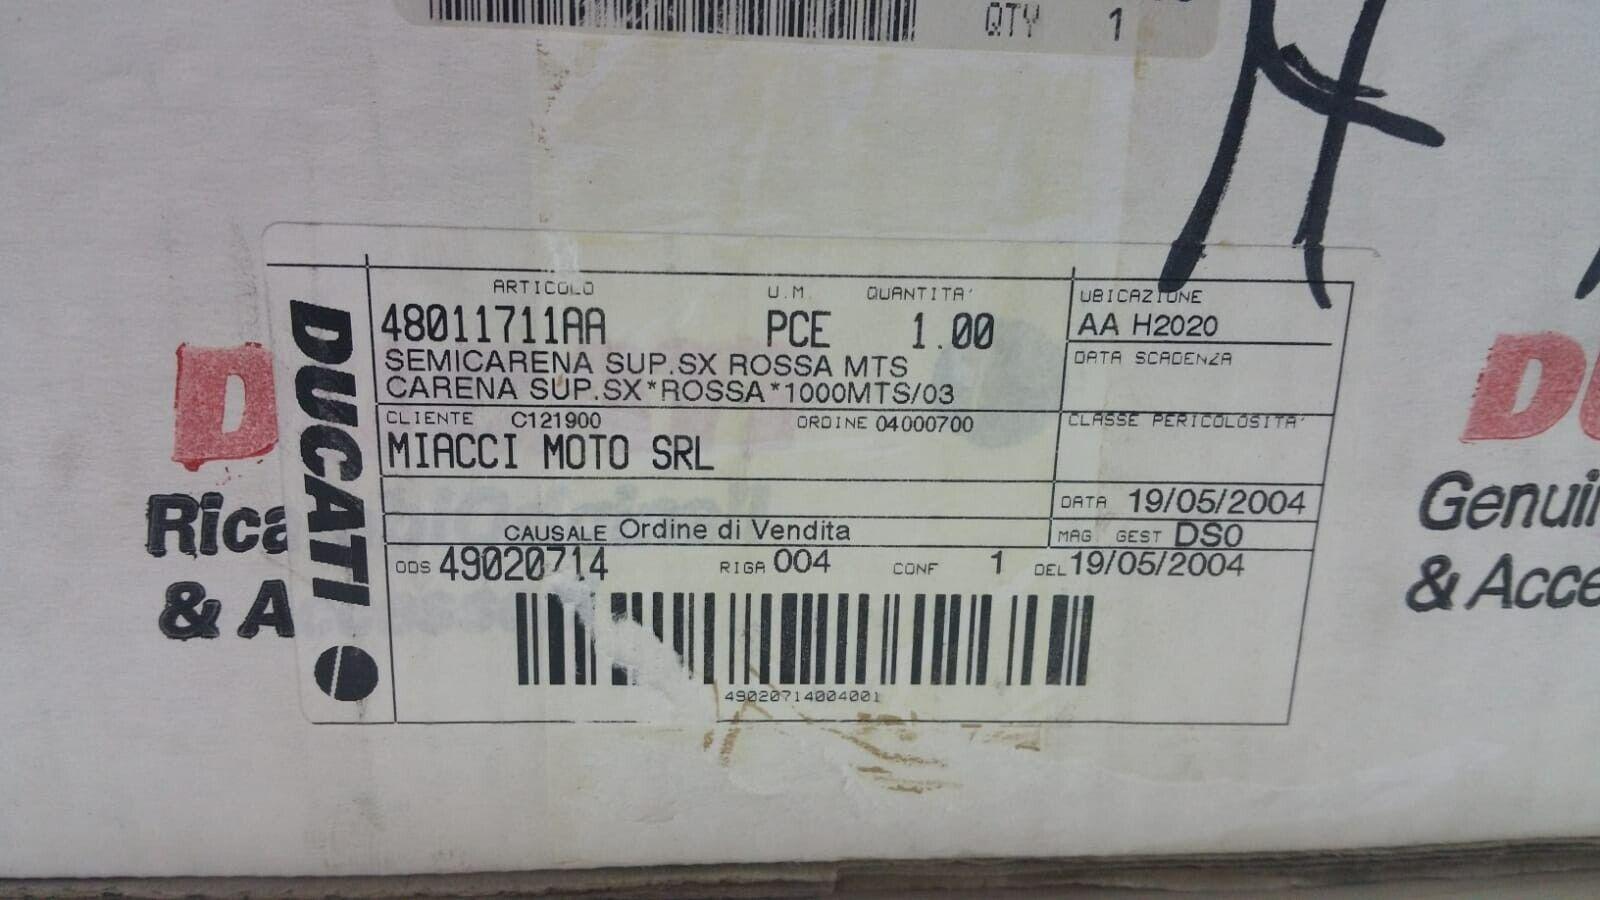 QTY 1
ARTICOLO U.M. QUANTITA' UBICAZIONE
48011711AA PCE 1.00 AA H2020
SEMICARENA SUP.SX ROSSA MTS DATA SCADENZA
CARENA SUP.SX*ROSSA*1000MTS/03
CLIENTE C121900 ORDINE 04000700 CLASSE PERICOLOSITA'
MIACCI MOTO SRL
DATA 19/05/2004
CAUSALE Ordine di Vendita MAG GEST DS0
ODS 49020714 RIGA 004 CONF 1 DEL 19/05/2004
49020714004001
DUCATI
D
Rica
& A
DU
Genuin
& Acce